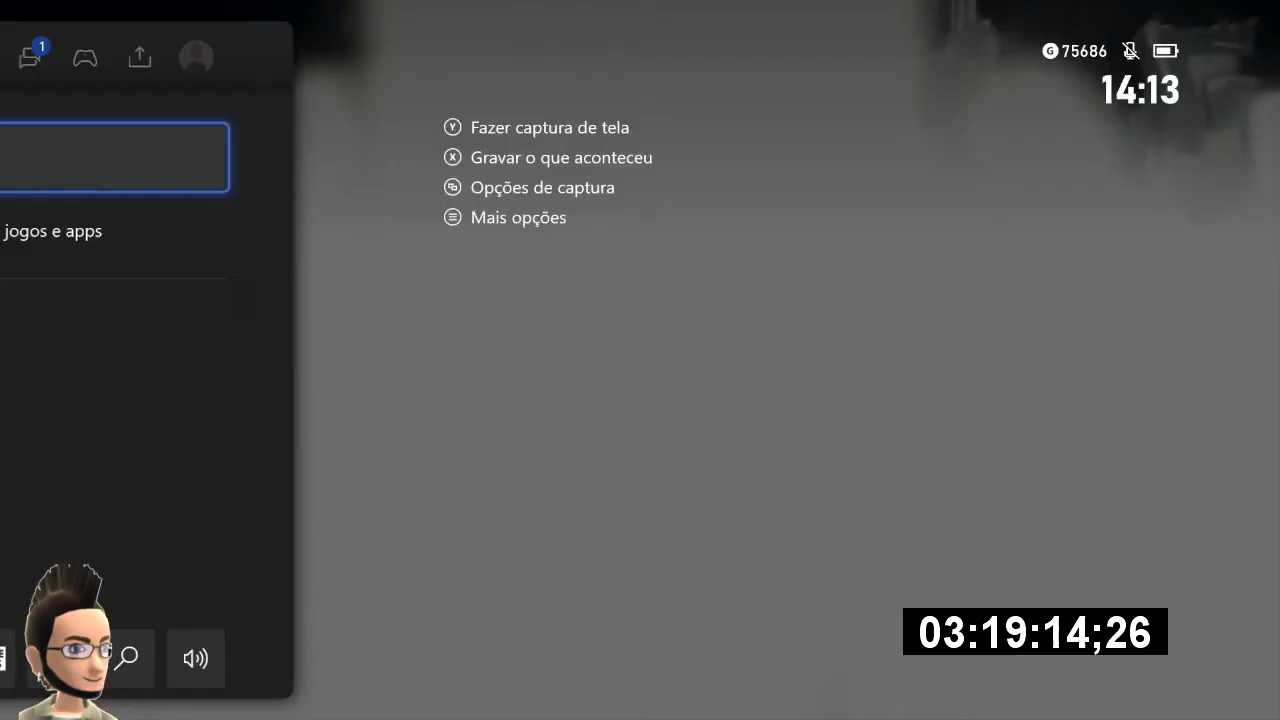 1
G 75686
14:13
Y Fazer captura de tela
X Gravar o que aconteceu
Opções de captura
Mais opções
jogos e apps
03:19:14;26